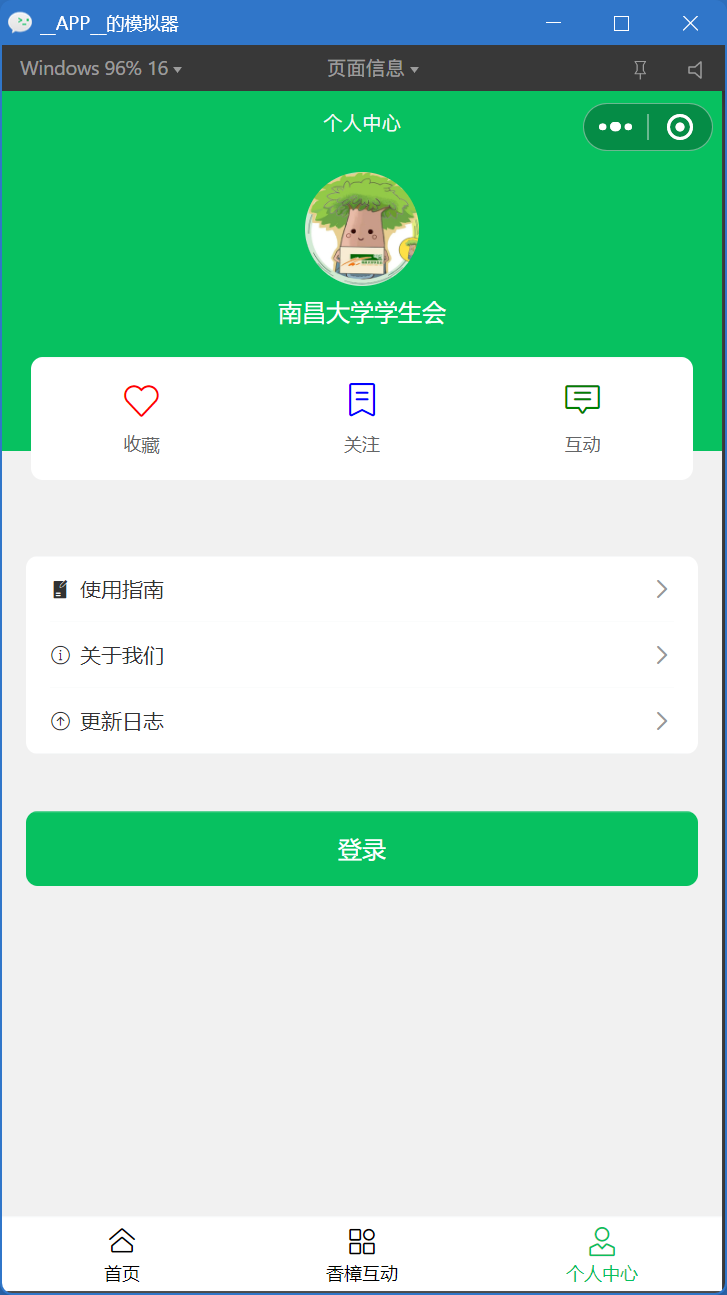 __APP__的模拟器
Windows 96% 16
页面信息
个人中心
南昌大学学生会
收藏
关注
互动
使用指南
关于我们
更新日志
登录
首页
香樟互动
个人中心